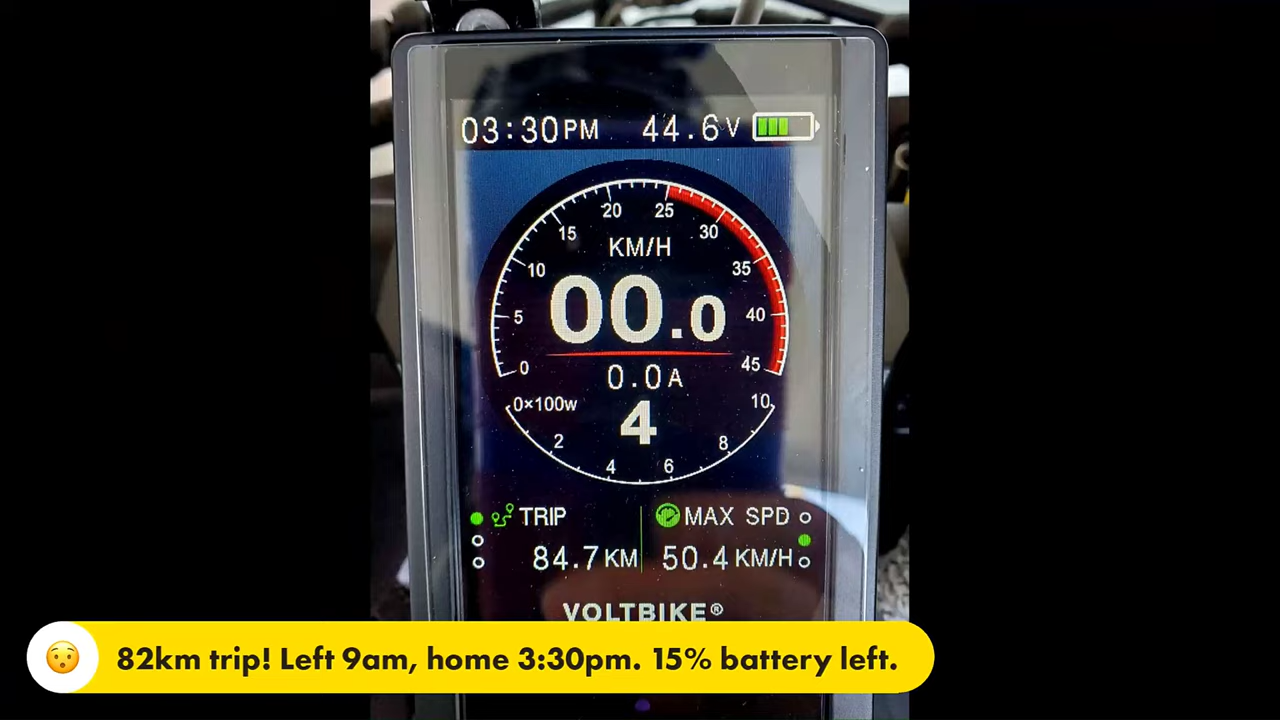 03:30PM 44.6V
20 25
15 30
KM/H
10 35
00.0
5 40
0 45
0.0A
0×100w 10
4
2 8
4 6
TRIP MAX SPD
84.7KM 50.4KM/H
VOLTBIKE®
82km trip! Left 9am, home 3:30pm. 15% battery left.